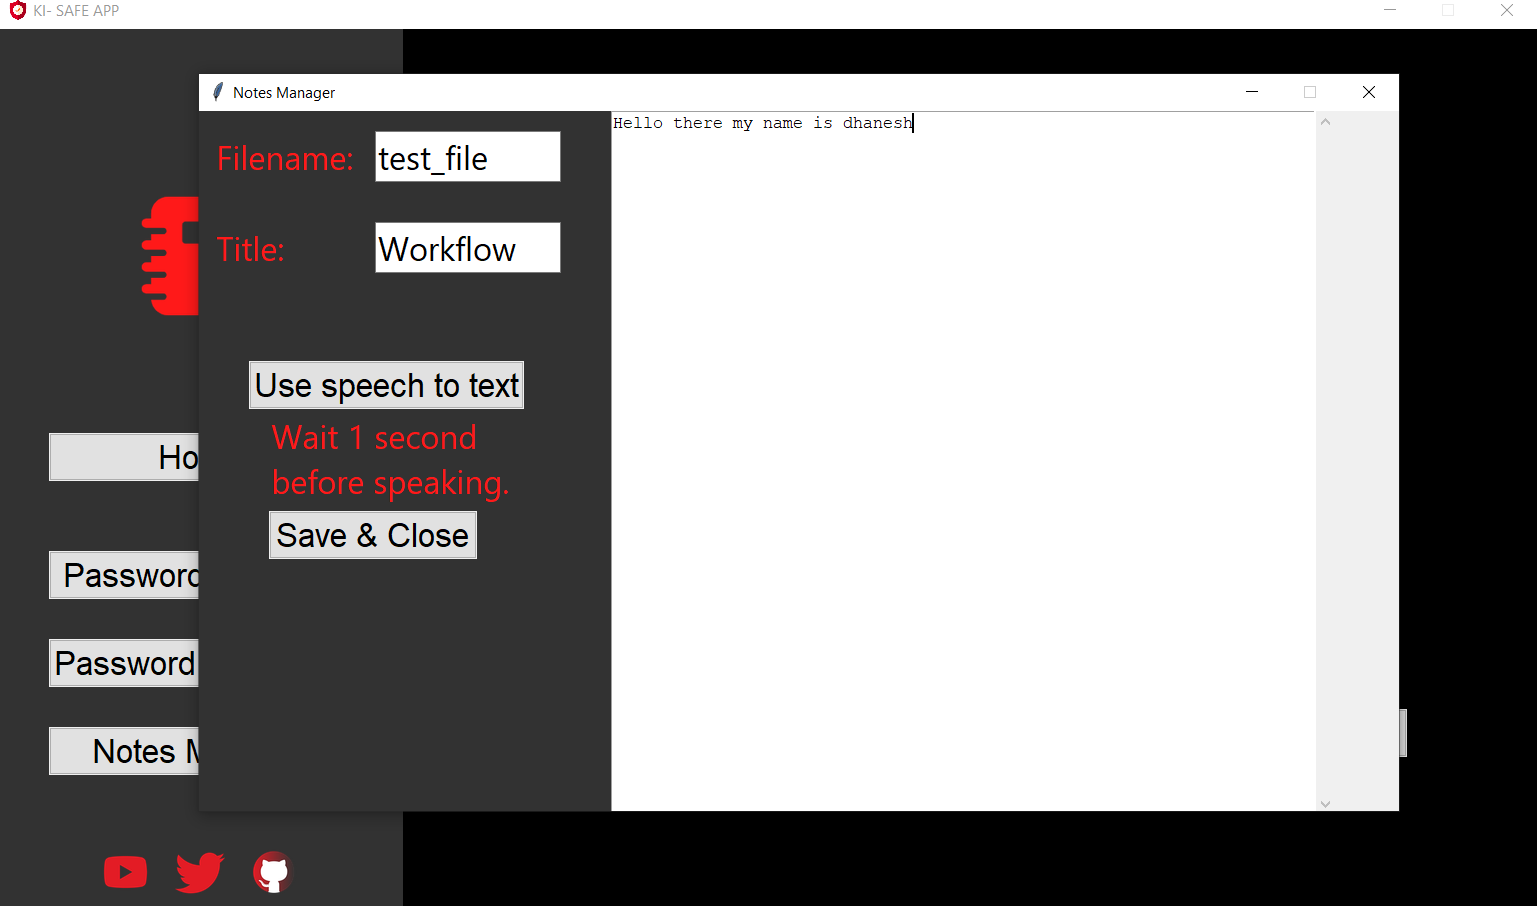 KI- SAFE APP
Notes Manager
Filename:
test_file
Title:
Workflow
Use speech to text
Wait 1 second
before speaking.
Save & Close
Hello there my name is dhanesh
Ho
Password
Password
Notes M